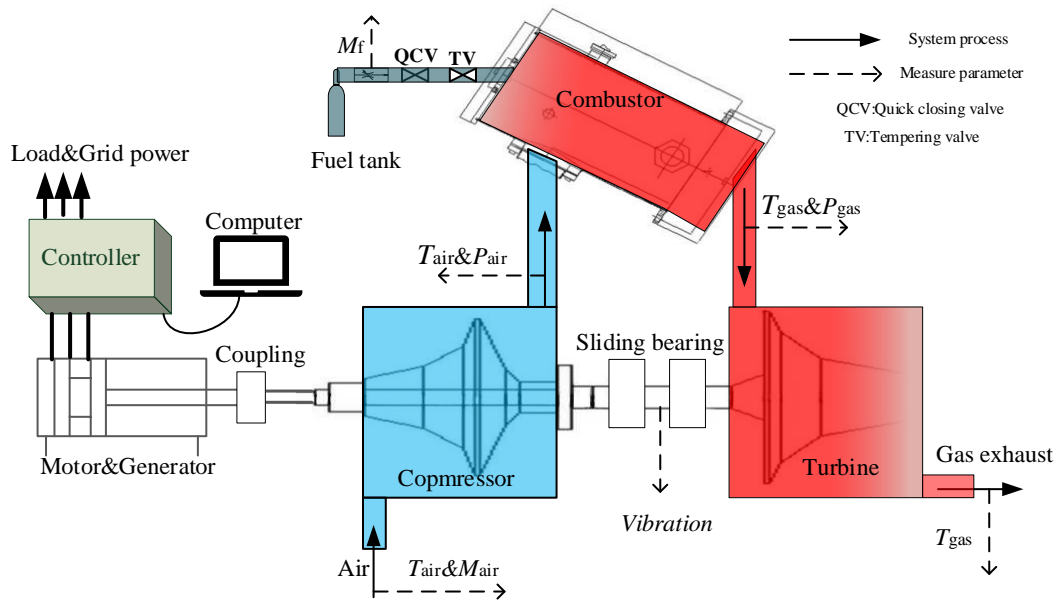 Mf
QCV
TV
System process
Measure parameter
QCV:Quick closing valve
TV:Tempering valve
Combustor
Fuel tank
Load&Grid power
Computer
Controller
Tgas&Pgas
Tair&Pair
Coupling
Sliding bearing
Motor&Generator
Copmressor
Turbine
Gas exhaust
Vibration
Tgas
Air
Tair&Mair